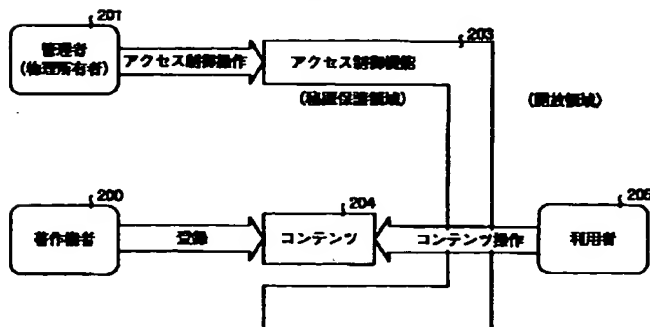 201
203
管理者 アクセス制御操作 アクセス制御機能
(物理所有者)
(秘匿保護領域) (開放領域)
200 204 205
著作権者 登録 コンテンツ コンテンツ操作 利用者